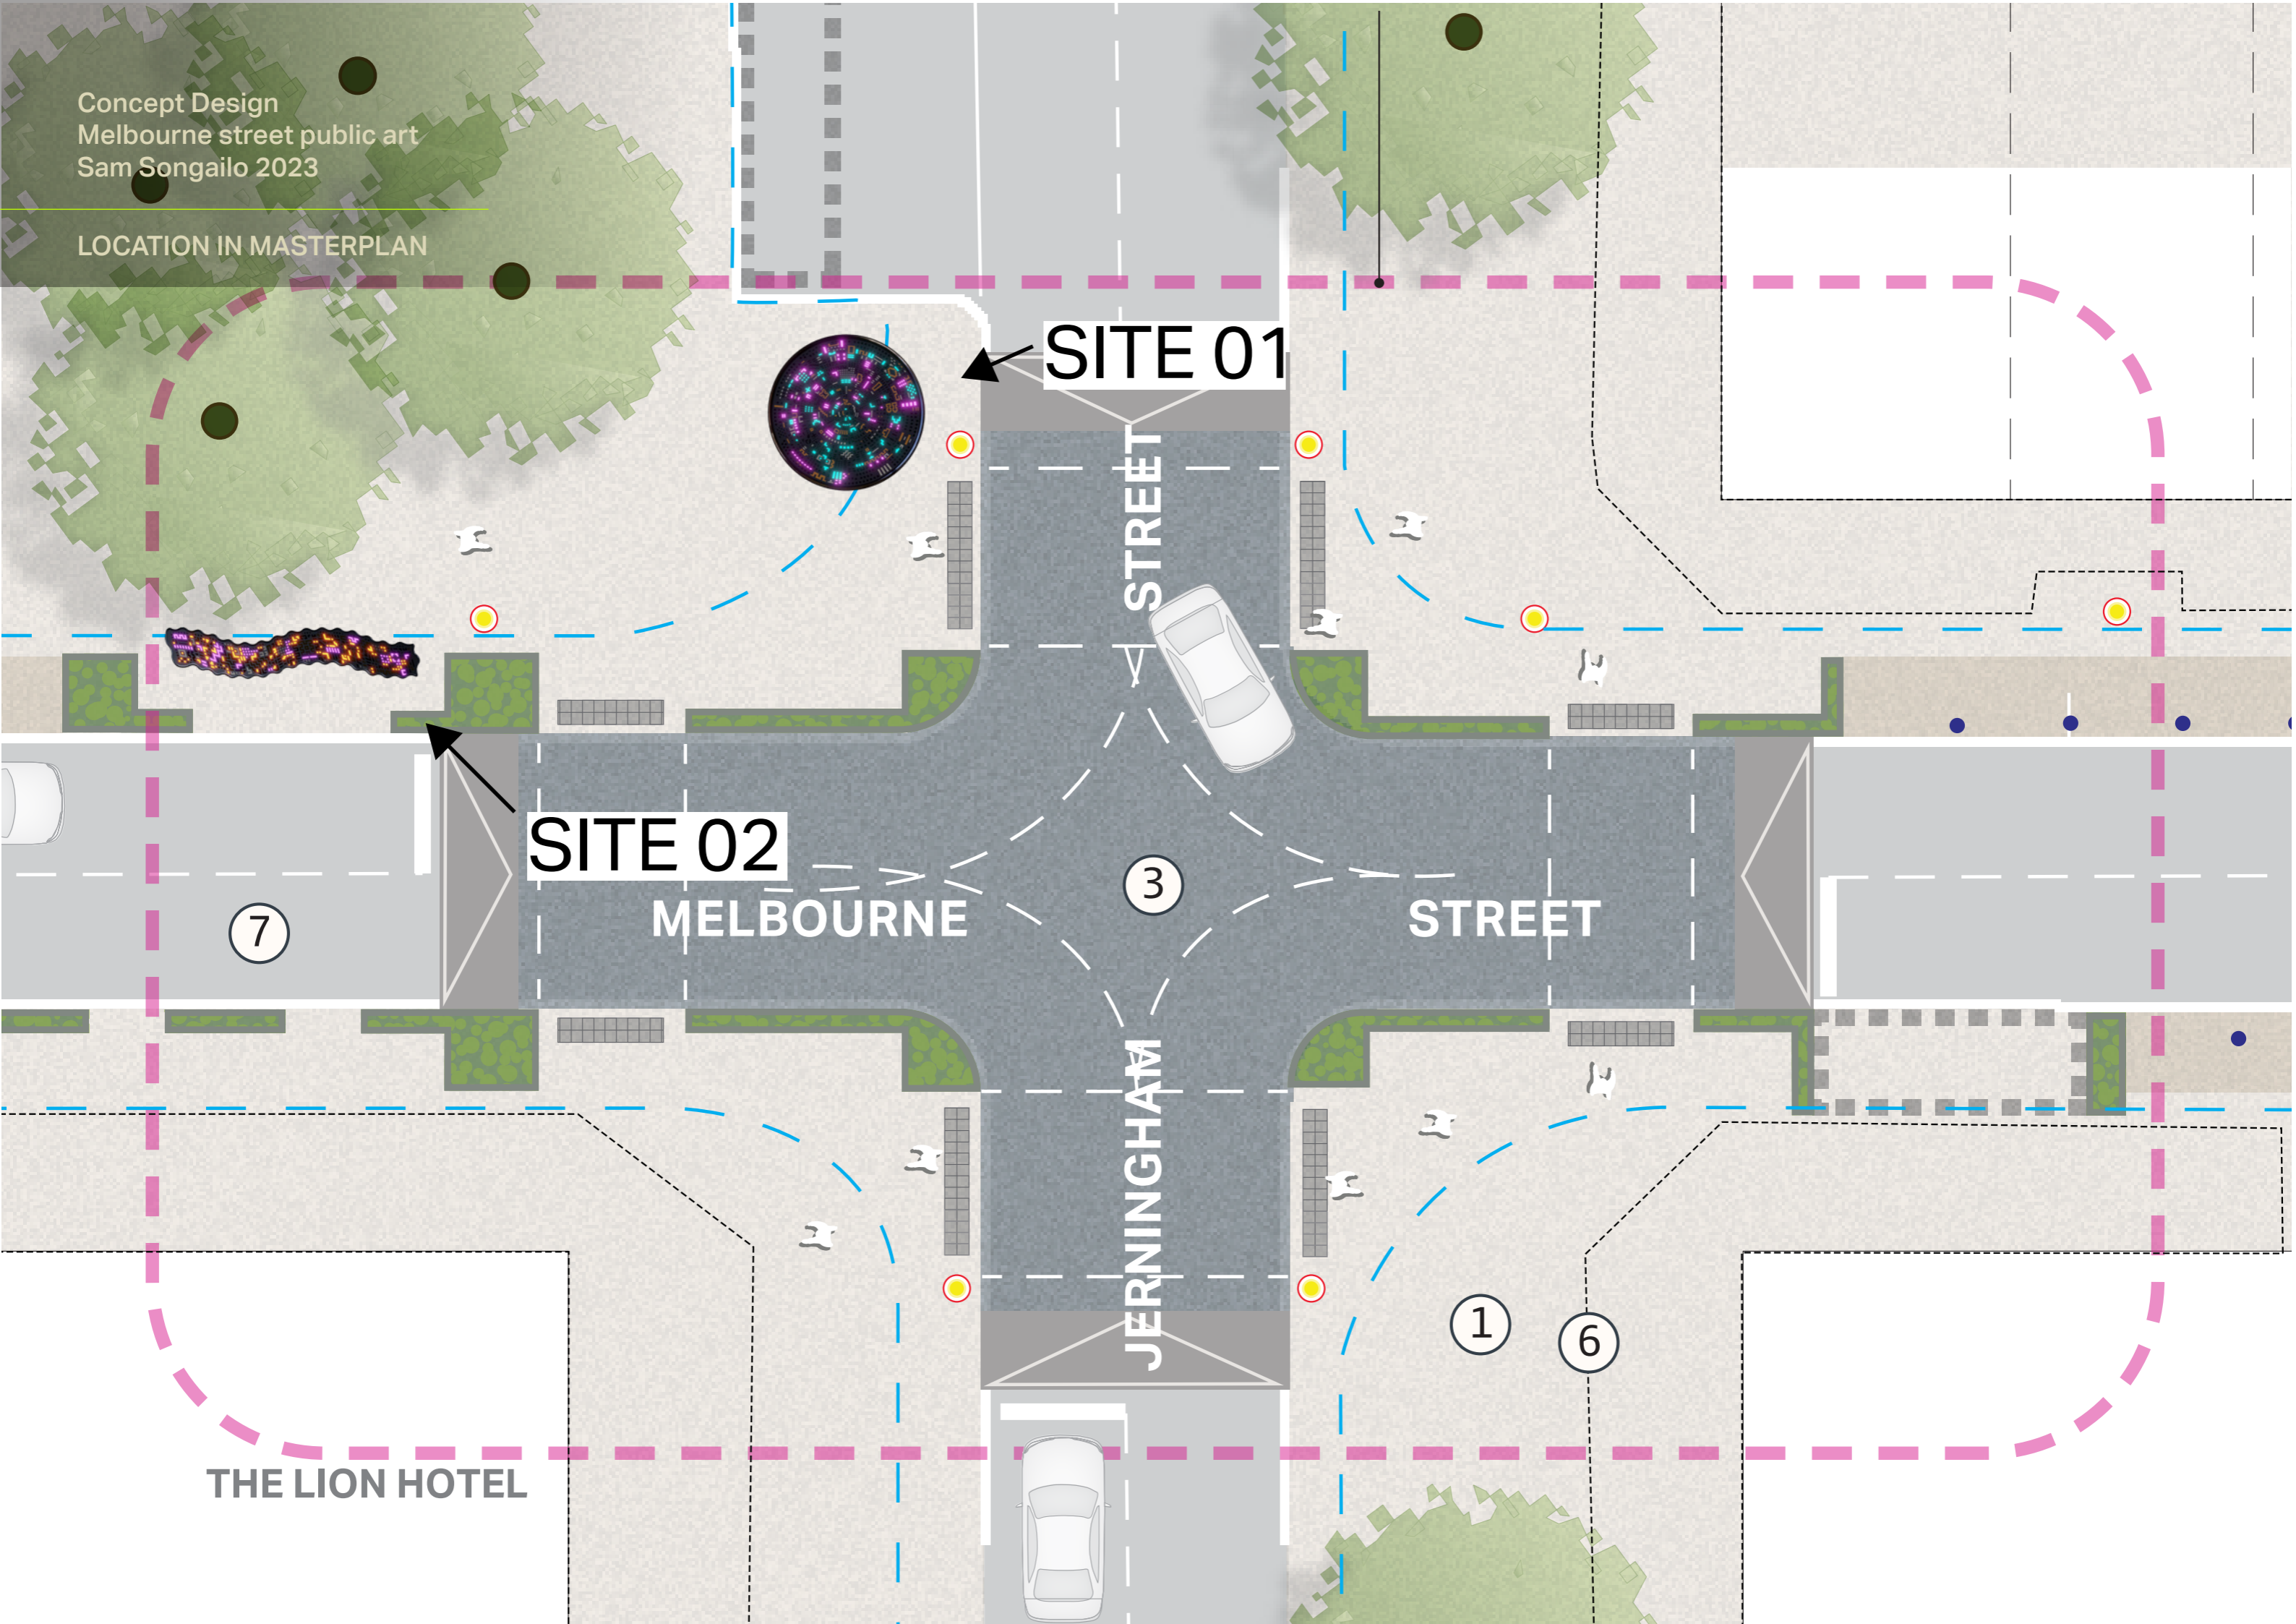 Concept Design
Melbourne street public art
Sam Songailo 2023
LOCATION IN MASTERPLAN
SITE 01
STREET
SITE 02
3
MELBOURNE STREET
7
JERNINGHAM
1
6
THE LION HOTEL